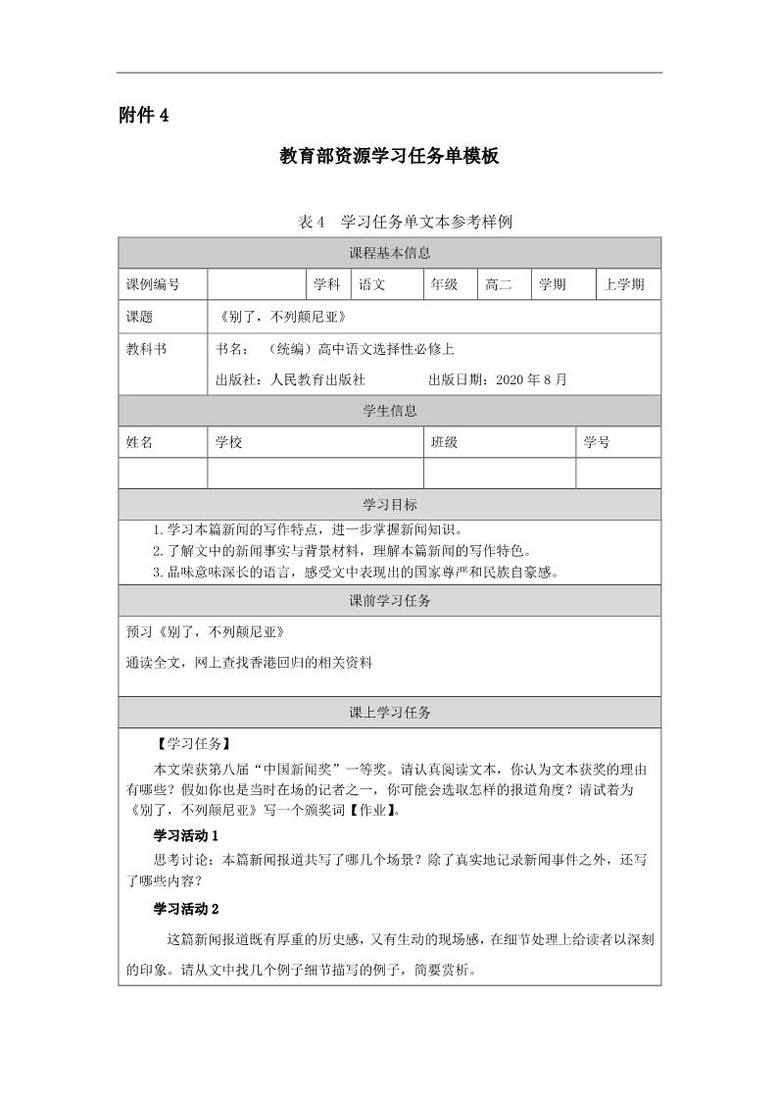 附件 4
教育部资源学习任务单模板
表 4 学习任务单文本参考样例
课程基本信息
课例编号 学科 语文 年级 高二 学期 上学期
课题 《别了，不列颠尼亚》
教科书 书名： （统编）高中语文选择性必修上
出版社：人民教育出版社 出版日期：2020 年 8 月
学生信息
姓名 学校 班级 学号
学习目标
1.学习本篇新闻的写作特点，进一步掌握新闻知识。
2.了解文中的新闻事实与背景材料，理解本篇新闻的写作特色。
3.品味意味深长的语言，感受文中表现出的国家尊严和民族自豪感。
课前学习任务
预习《别了，不列颠尼亚》
通读全文，网上查找香港回归的相关资料
课上学习任务
【学习任务】
本文荣获第八届“中国新闻奖”一等奖。请认真阅读文本，你认为文本获奖的理由
有哪些？假如你也是当时在场的记者之一，你可能会选取怎样的报道角度？请试着为
《别了，不列颠尼亚》写一个颁奖词【作业】。
学习活动 1
思考讨论：本篇新闻报道共写了哪几个场景？除了真实地记录新闻事件之外，还写
了哪些内容？
学习活动 2
这篇新闻报道既有厚重的历史感，又有生动的现场感，在细节处理上给读者以深刻
的印象。请从文中找几个例子细节描写的例子，简要赏析。